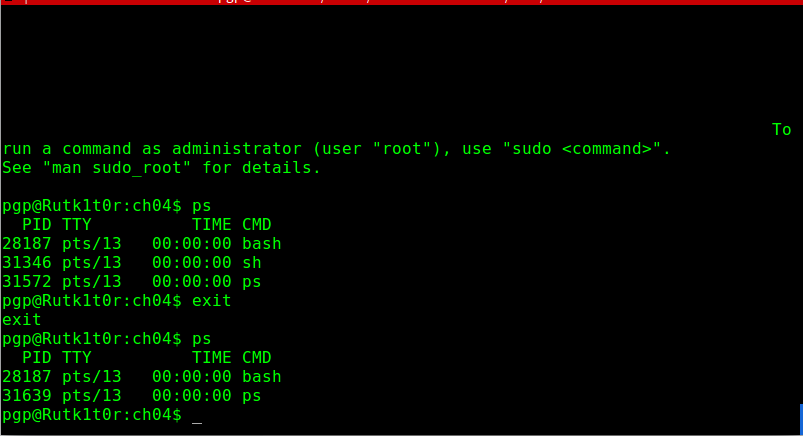 To
run a command as administrator (user "root"), use "sudo <command>".
See "man sudo_root" for details.
pgp@Rutk1t0r:ch04$ ps
  PID TTY          TIME CMD
28187 pts/13   00:00:00 bash
31346 pts/13   00:00:00 sh
31572 pts/13   00:00:00 ps
pgp@Rutk1t0r:ch04$ exit
exit
pgp@Rutk1t0r:ch04$ ps
  PID TTY          TIME CMD
28187 pts/13   00:00:00 bash
31639 pts/13   00:00:00 ps
pgp@Rutk1t0r:ch04$ _